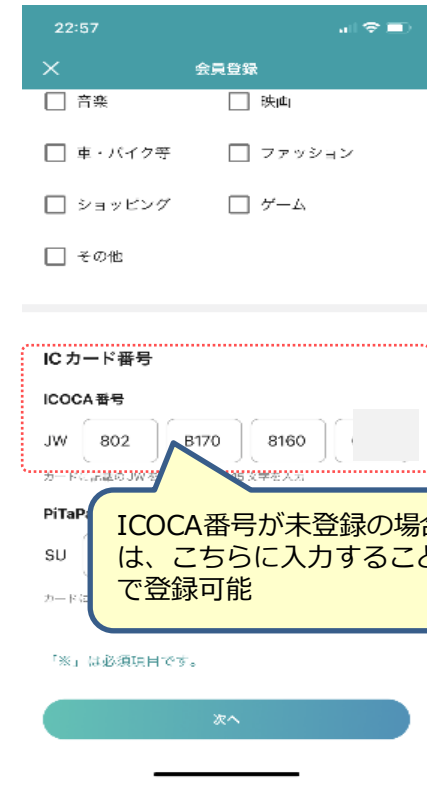 22:57
会員登録
音楽 映画
車・バイク等 ファッション
ショッピング ゲーム
その他
ICカード番号
ICOCA番号
JW 802 B170 8160
PiTaPa
SU
ICOCA番号が未登録の場合
は、こちらに入力すること
で登録可能
「※」は必須項目です。
次へ